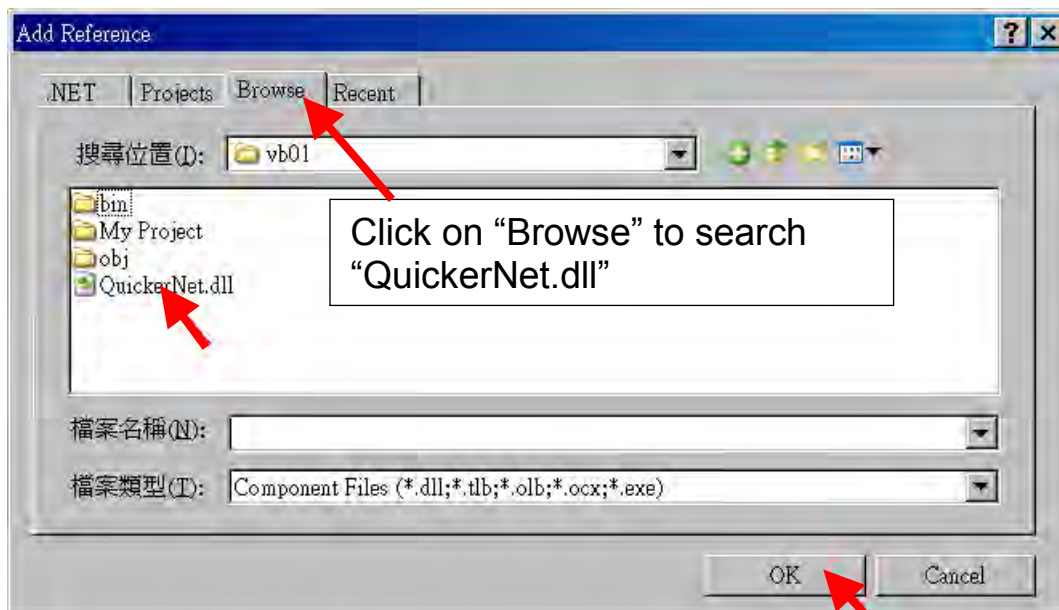 Add Reference
.NET Projects Browse Recent
搜尋位置(I): vb01
bin
My Project
obj
QuickerNet.dll
Click on “Browse” to search
“QuickerNet.dll”
檔案名稱(N):
檔案類型(T): Component Files (*.dll;*.tlb;*.olb;*.ocx;*.exe)
OK Cancel